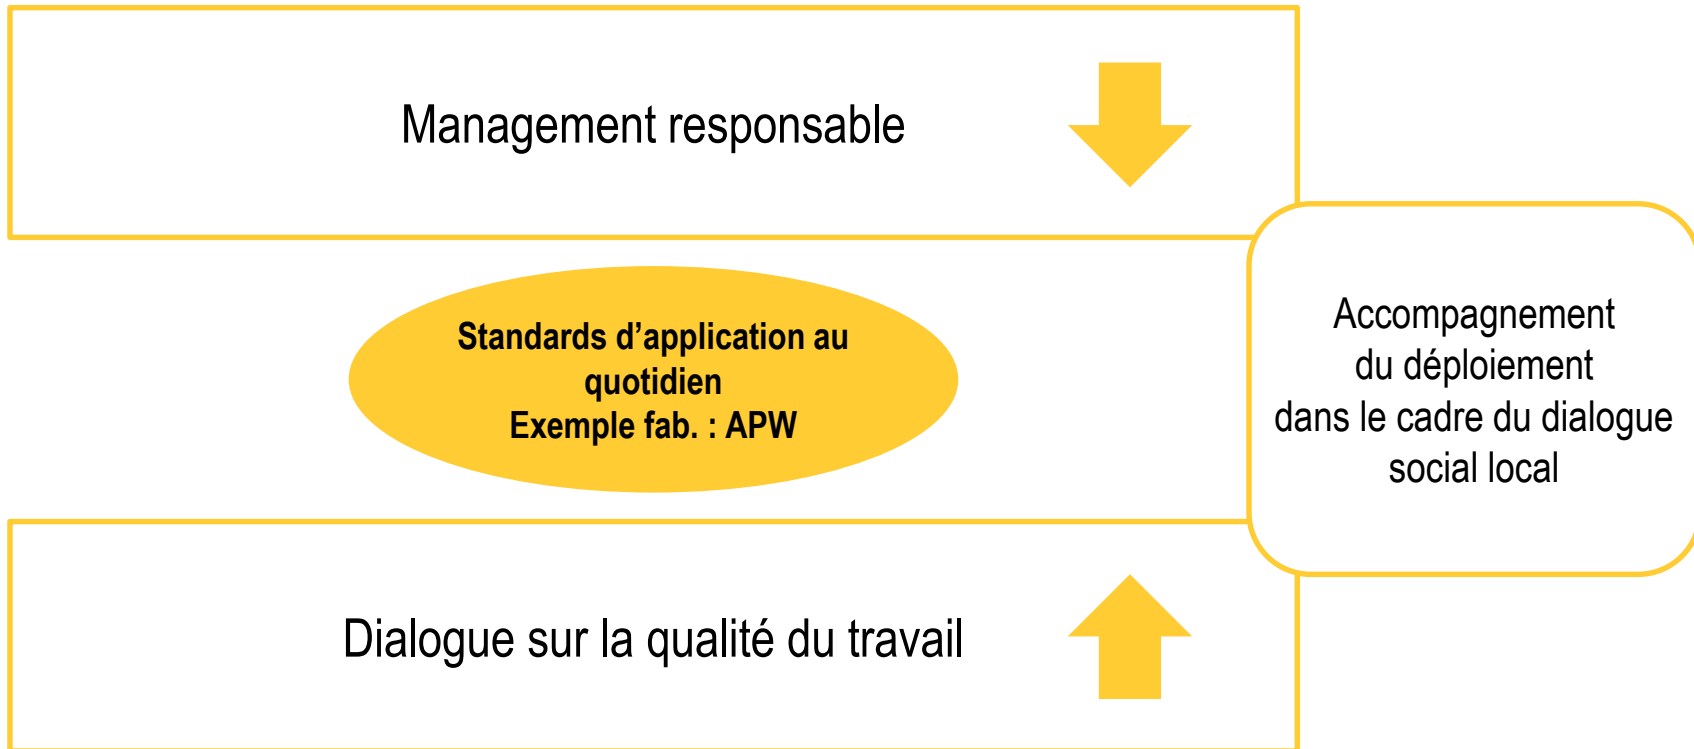 Management responsable
Standards d’application au
quotidien
Exemple fab. : APW
Accompagnement
du déploiement
dans le cadre du dialogue
social local
Dialogue sur la qualité du travail